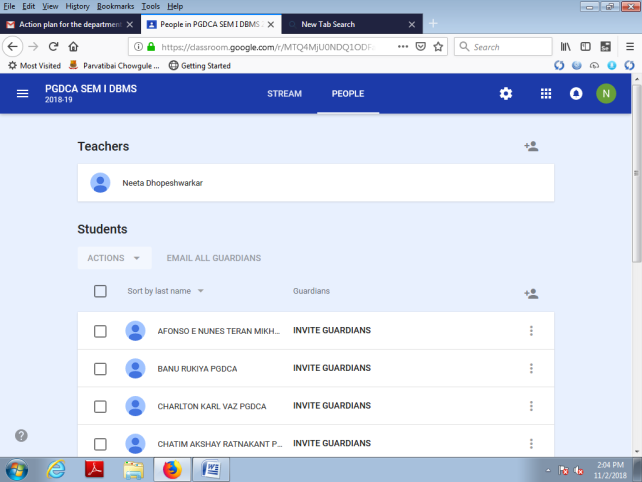 File Edit View History Bookmarks Tools Help
Action plan for the department
People in PGDCA SEM I DBMS
New Tab Search
https://classroom.google.com/r/MTQ4MjU0NDQ1ODF
Search
Most Visited Parvatibai Chowgule ... Getting Started
PGDCA SEM I DBMS
2018-19
STREAM PEOPLE
N
Teachers
Neeta Dhopeshwarkar
Students
ACTIONS EMAIL ALL GUARDIANS
Sort by last name Guardians
AFONSO E NUNES TERAN MIKH... INVITE GUARDIANS
BANU RUKIYA PGDCA INVITE GUARDIANS
CHARLTON KARL VAZ PGDCA INVITE GUARDIANS
CHATIM AKSHAY RATNAKANT P... INVITE GUARDIANS
2:04 PM
11/2/2018